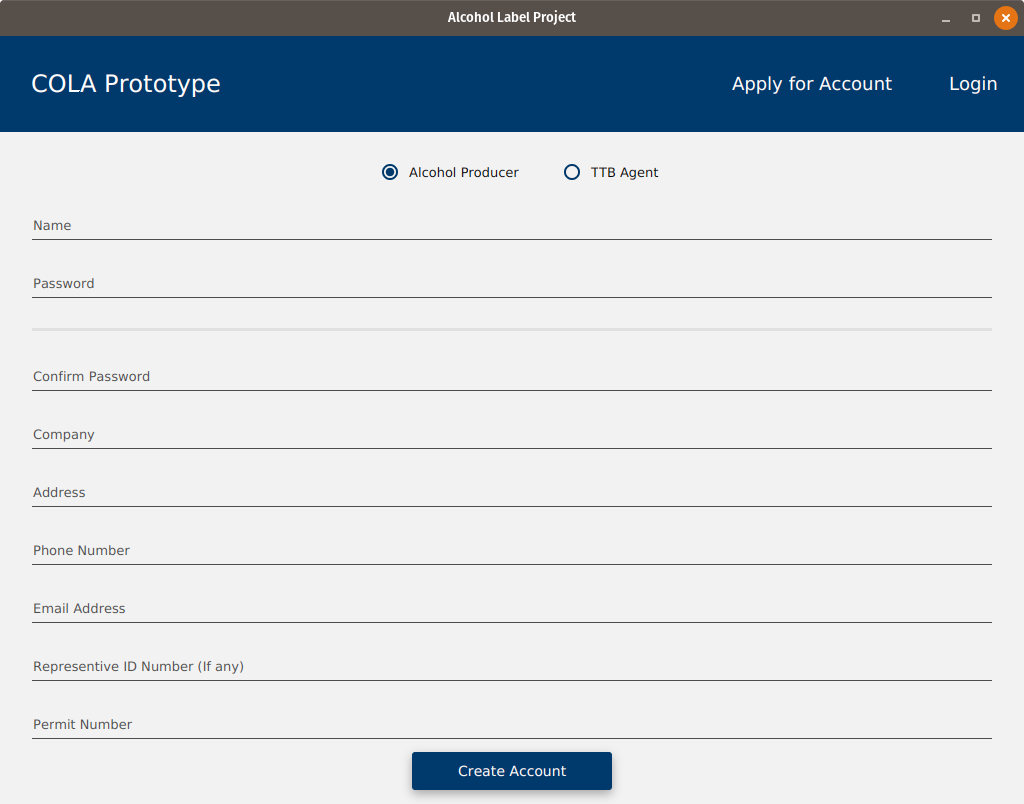 Alcohol Label Project
COLA Prototype
Apply for Account
Login
Alcohol Producer
TTB Agent
Name
Password
Confirm Password
Company
Address
Phone Number
Email Address
Representive ID Number (If any)
Permit Number
Create Account